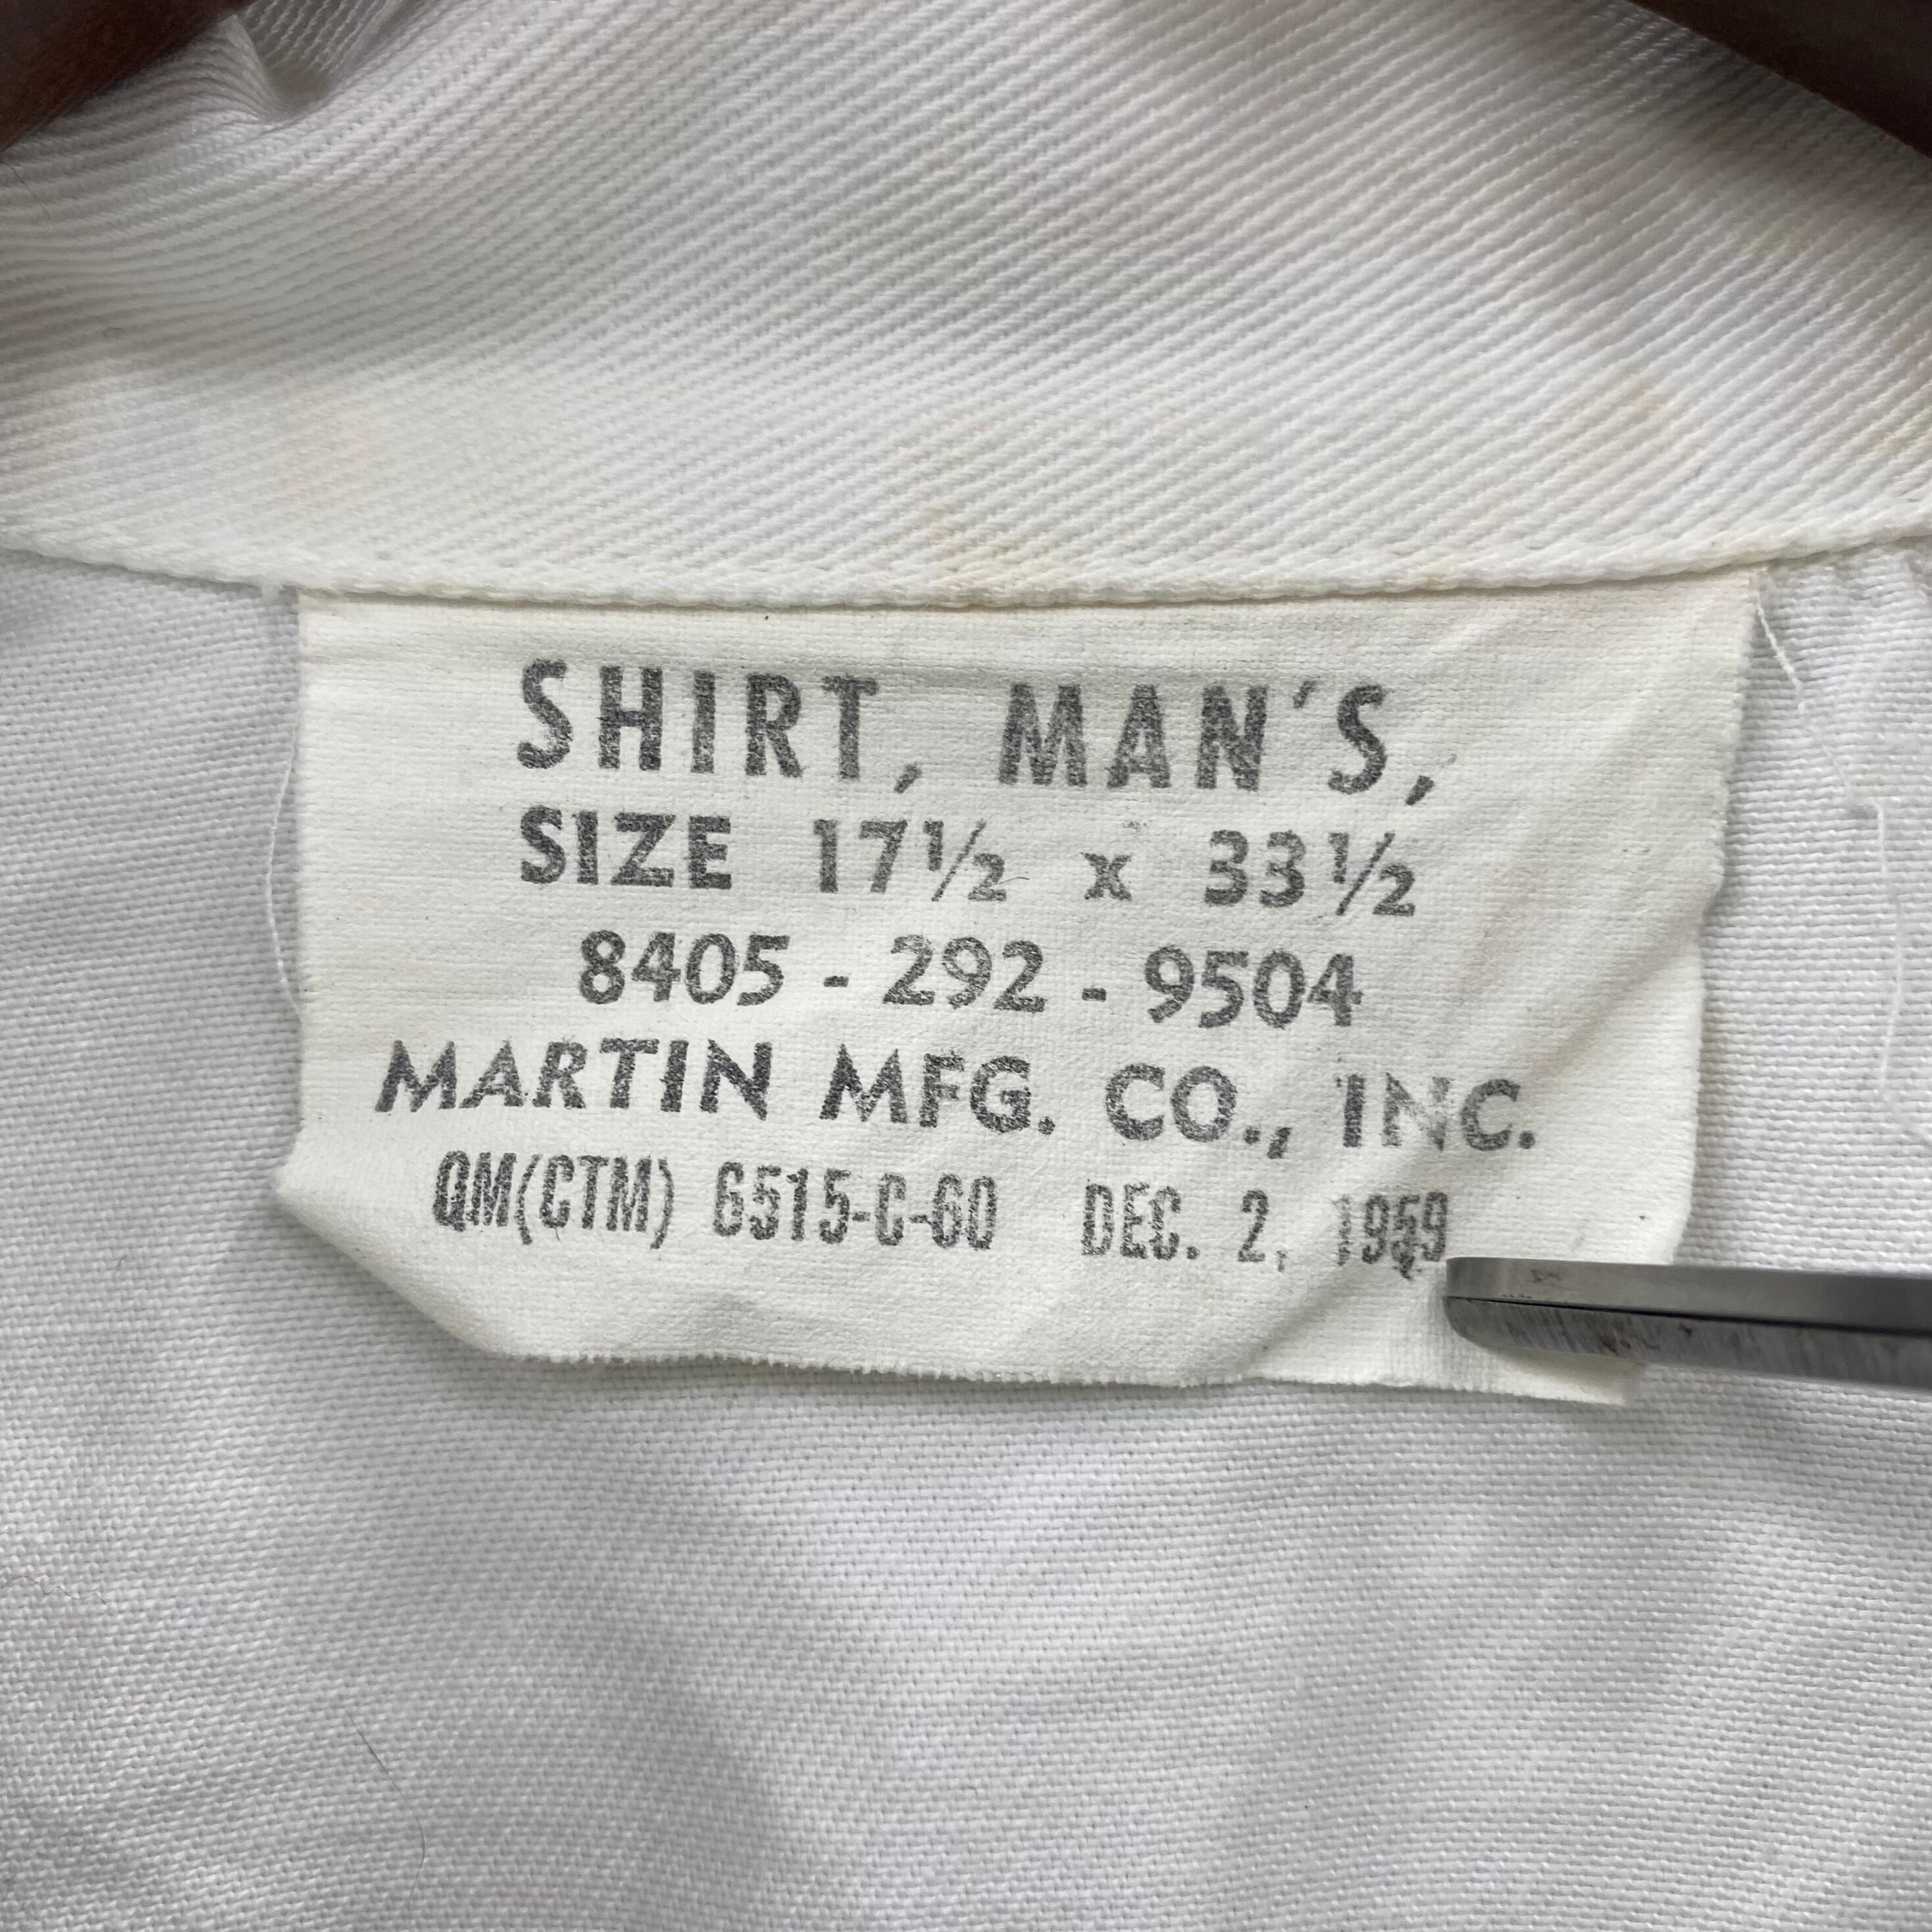 SHIRT, MAN'S,
SIZE 17½ x 33½
8405 - 292 - 9504
MARTIN MFG. CO., INC.
QM(CTM) 6515-C-60 DEC. 2, 1959